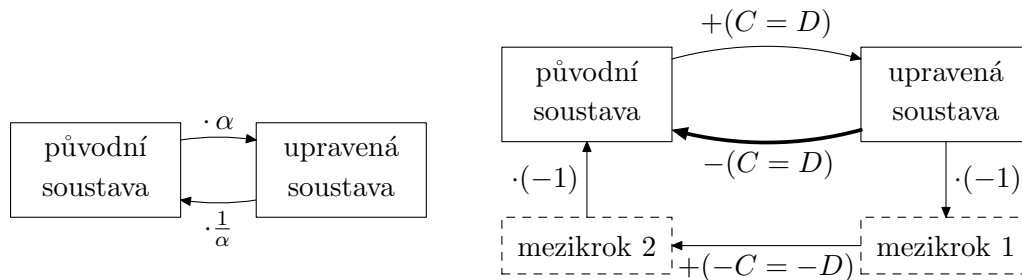 · α
původní
soustava
upravená
soustava
· 1/α
+(C = D)
původní
soustava
upravená
soustava
−(C = D)
·(−1)
·(−1)
mezikrok 2
mezikrok 1
+(−C = −D)